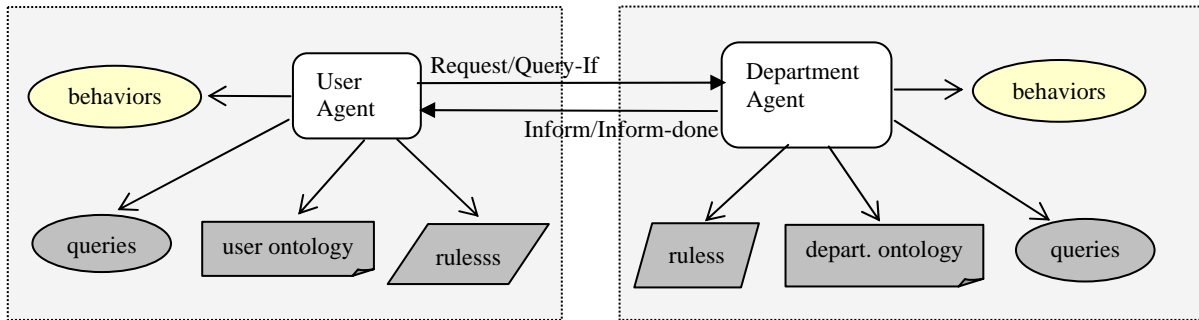 User
Agent
Request/Query-If
Department
Agent
behaviors
behaviors
Inform/Inform-done
queries
user ontology
rulesss
ruless
depart. ontology
queries